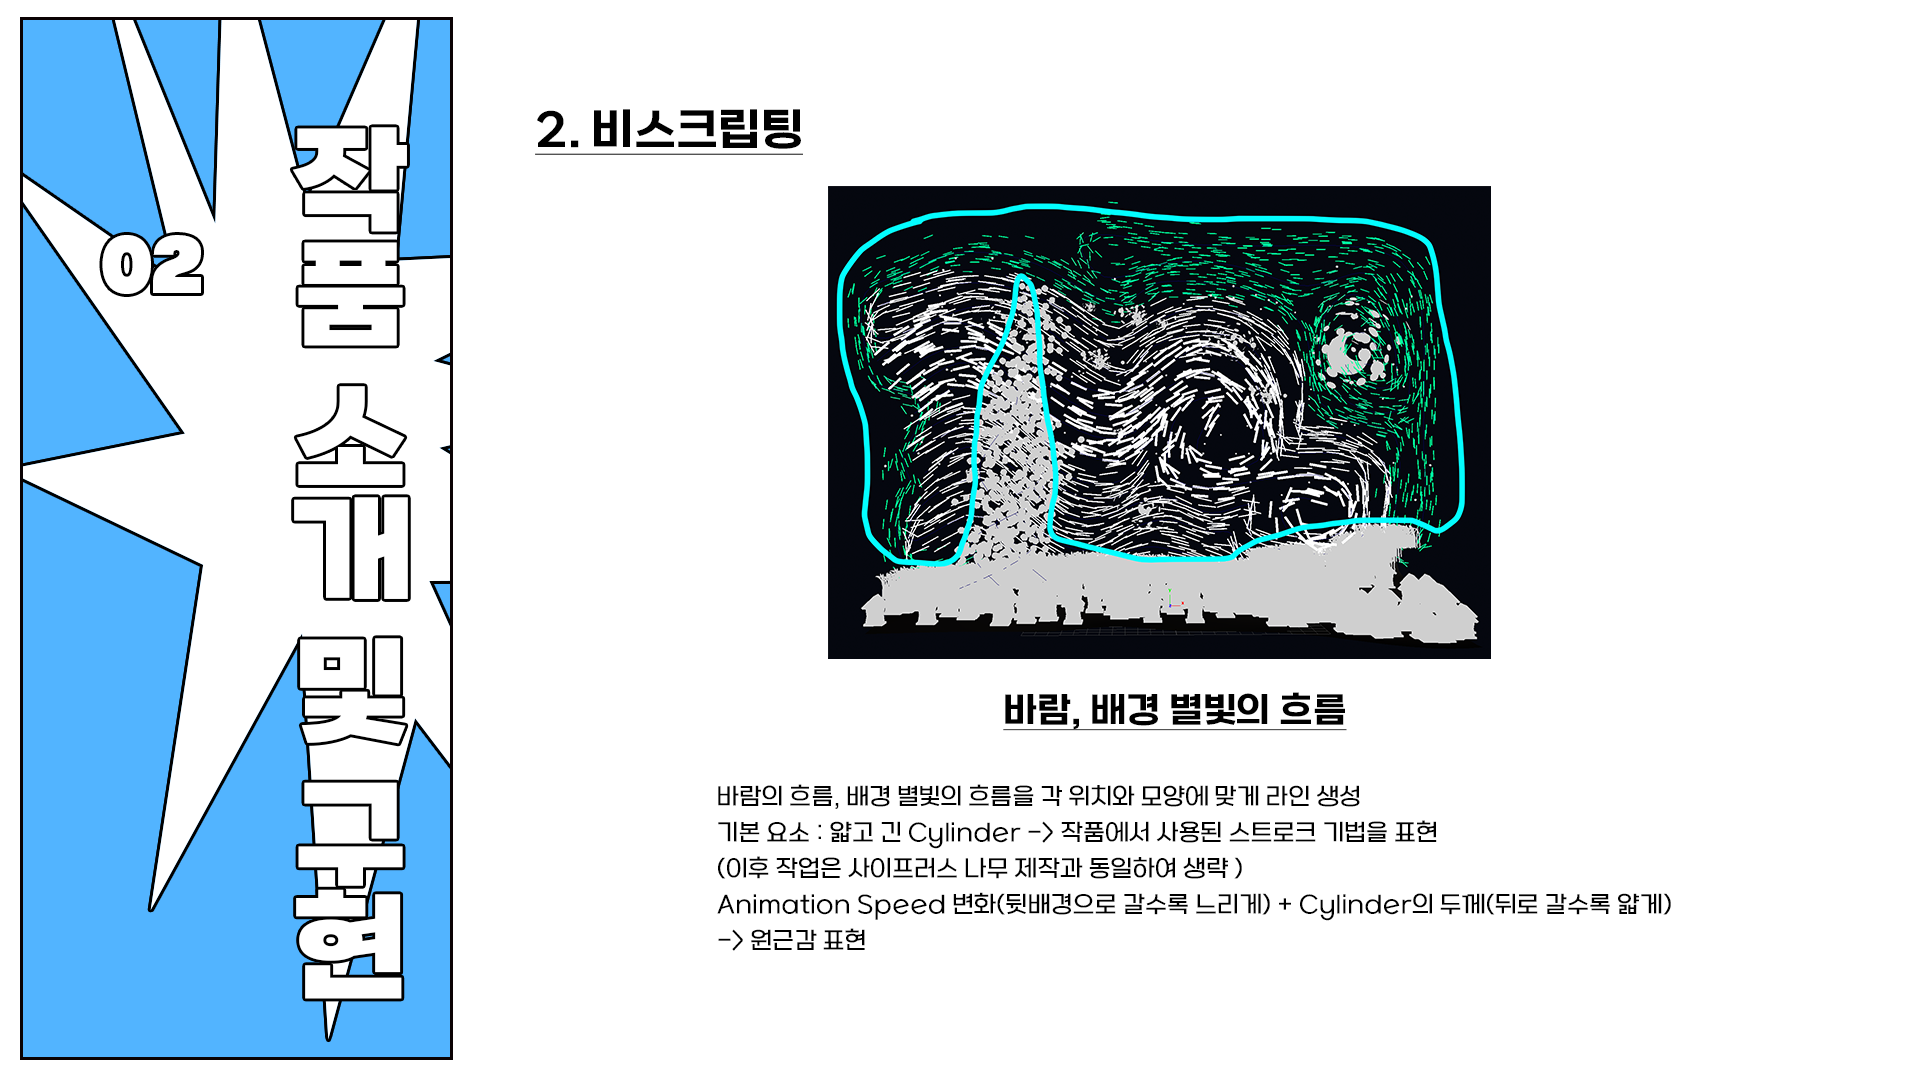 02
작품 소개 및 구현
2. 비스크립팅
바람, 배경 별빛의 흐름
바람의 흐름, 배경 별빛의 흐름을 각 위치와 모양에 맞게 라인 생성
기본 요소 : 얇고 긴 Cylinder -> 작품에서 사용된 스트로크 기법을 표현
(이후 작업은 사이프러스 나무 제작과 동일하여 생략 )
Animation Speed 변화(뒷배경으로 갈수록 느리게) + Cylinder의 두께(뒤로 갈수록 얇게)
-> 원근감 표현